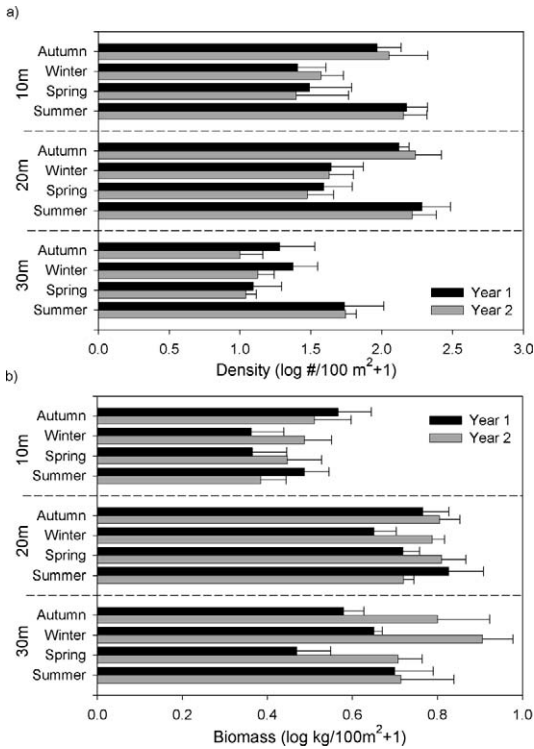 a)
10m
Autumn
Winter
Spring
Summer
20m
Autumn
Winter
Spring
Summer
30m
Autumn
Winter
Spring
Summer
Year 1
Year 2
0.0 0.5 1.0 1.5 2.0 2.5 3.0
Density (log #/100 m²+1)
b)
10m
Autumn
Winter
Spring
Summer
Year 1
Year 2
20m
Autumn
Winter
Spring
Summer
30m
Autumn
Winter
Spring
Summer
0.0 0.2 0.4 0.6 0.8 1.0
Biomass (log kg/100m²+1)